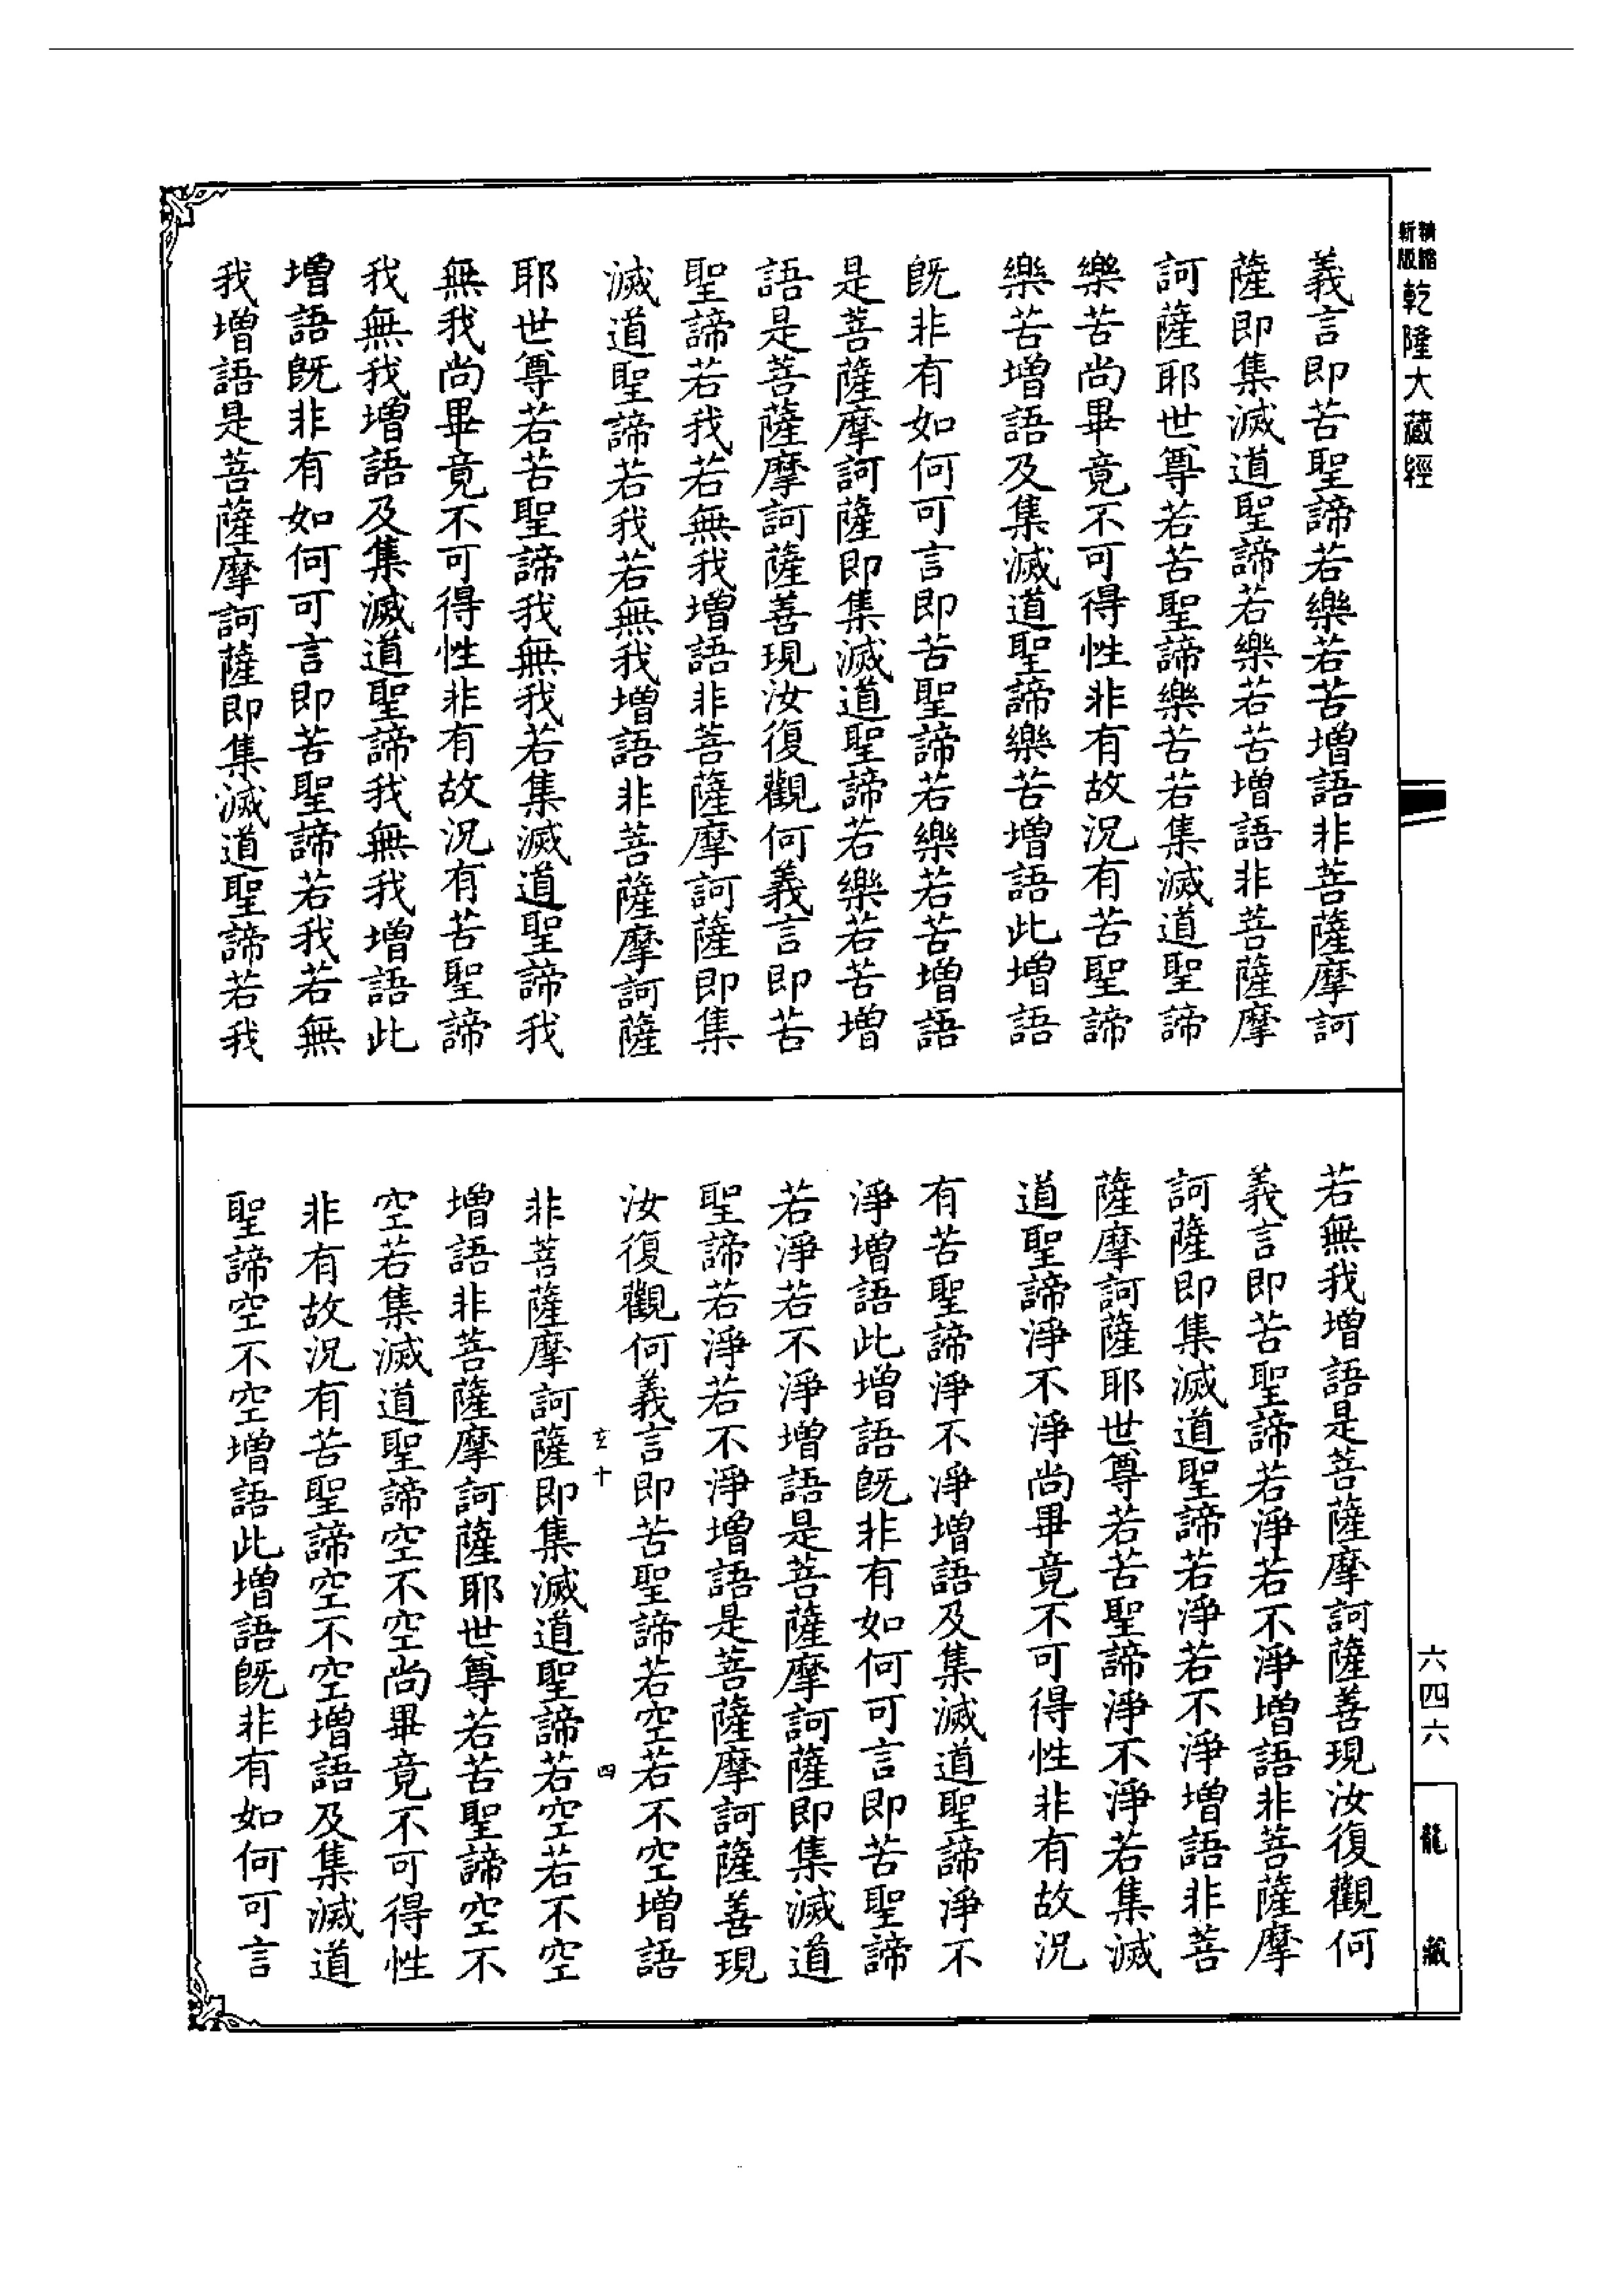 精縮新版乾隆大藏經
義言即苦聖諦若樂若苦增語非菩薩摩訶
薩即集滅道聖諦若樂若苦增語非菩薩摩
訶薩耶世尊若苦聖諦樂苦若集滅道聖諦
樂苦尚畢竟不可得性非有故況有苦聖諦
樂苦增語及集滅道聖諦樂苦增語此增語
旣非有如何可言即苦聖諦若樂若苦增語
是菩薩摩訶薩即集滅道聖諦若樂若苦增
語是菩薩摩訶薩善現汝復觀何義言即苦
聖諦若我若無我增語非菩薩摩訶薩即集
滅道聖諦若我若無我增語非菩薩摩訶薩
耶世尊若苦聖諦我無我若集滅道聖諦我
無我尚畢竟不可得性非有故況有苦聖諦
我無我增語及集滅道聖諦我無我增語此
增語旣非有如何可言即苦聖諦若我若無
我增語是菩薩摩訶薩即集滅道聖諦若我
若無我增語是菩薩摩訶薩善現汝復觀何
義言即苦聖諦若淨若不淨增語非菩薩摩
訶薩即集滅道聖諦若淨若不淨增語非菩
薩摩訶薩耶世尊若苦聖諦淨不淨若集滅
道聖諦淨不淨尚畢竟不可得性非有故況
有苦聖諦淨不淨增語及集滅道聖諦淨不
淨增語此增語旣非有如何可言即苦聖諦
若淨若不淨增語是菩薩摩訶薩即集滅道
聖諦若淨若不淨增語是菩薩摩訶薩善現
汝復觀何義言即苦聖諦若空若不空增語
玄十 四
非菩薩摩訶薩即集滅道聖諦若空若不空
增語非菩薩摩訶薩耶世尊若苦聖諦空不
空若集滅道聖諦空不空尚畢竟不可得性
非有故況有苦聖諦空不空增語及集滅道
聖諦空不空增語此增語旣非有如何可言
六四六
龍藏